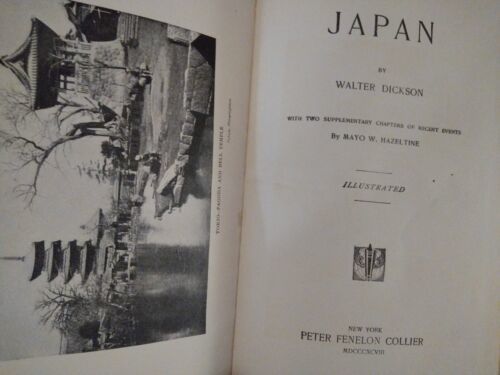 TOKIO—PAGODA AND BELL TEMPLE
JAPAN
BY
WALTER DICKSON
WITH TWO SUPPLEMENTARY CHAPTERS OF RECENT EVENTS
By MAYO W. HAZELTINE
ILLUSTRATED
NEW YORK
PETER FENELON COLLIER
MDCCCXCVIII